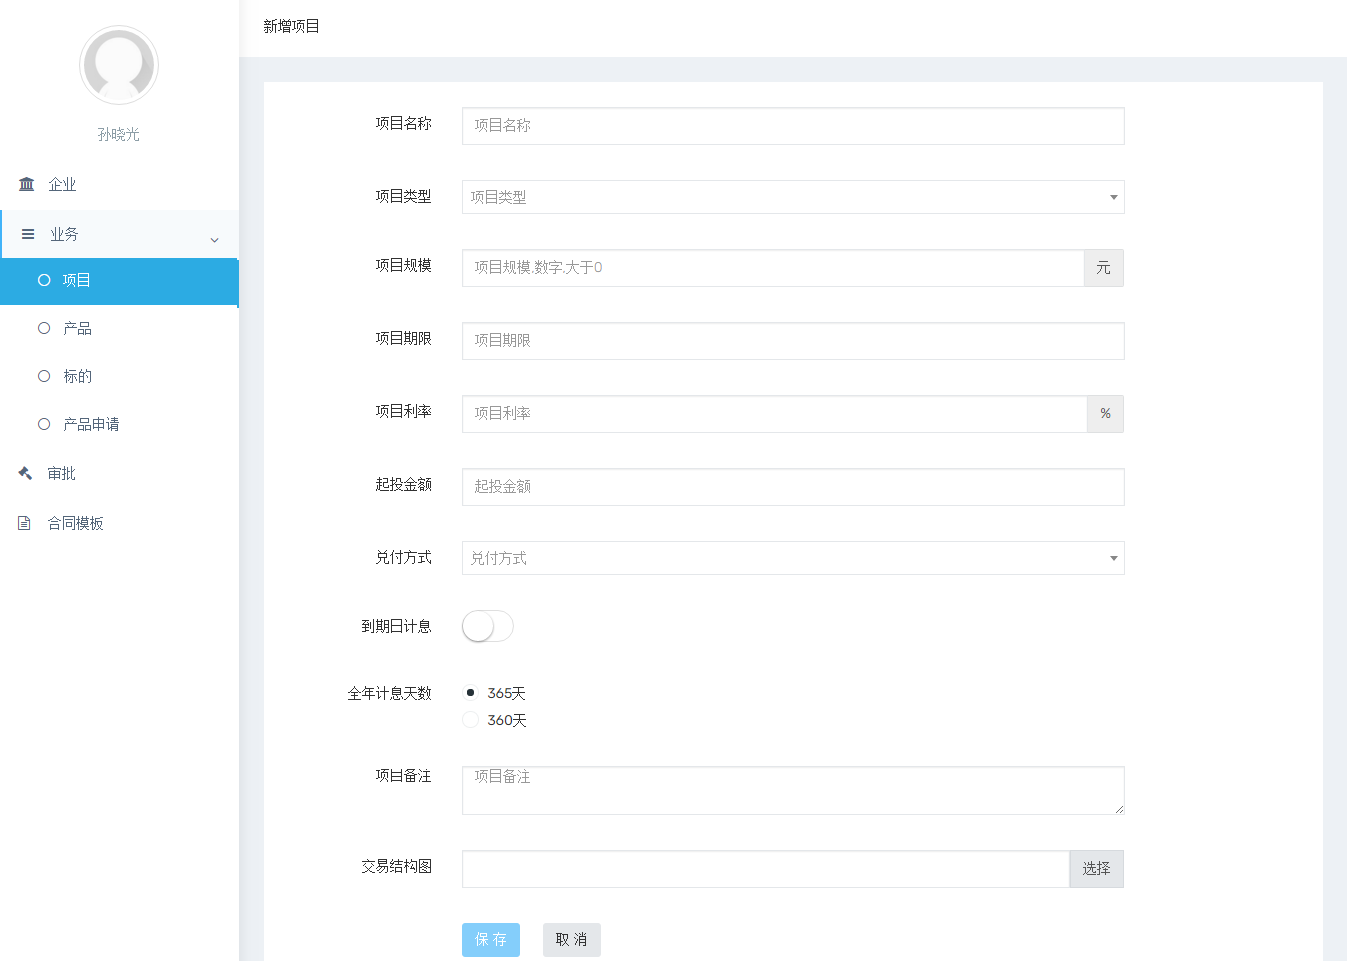 孙晓光
企业
业务
项目
产品
标的
产品申请
审批
合同模板
新增项目
项目名称 项目名称
项目类型 项目类型
项目规模 项目规模,数字,大于0 元
项目期限 项目期限
项目利率 项目利率 %
起投金额 起投金额
兑付方式 兑付方式
到期日计息
全年计息天数 365天
360天
项目备注 项目备注
交易结构图 选择
保 存 取 消